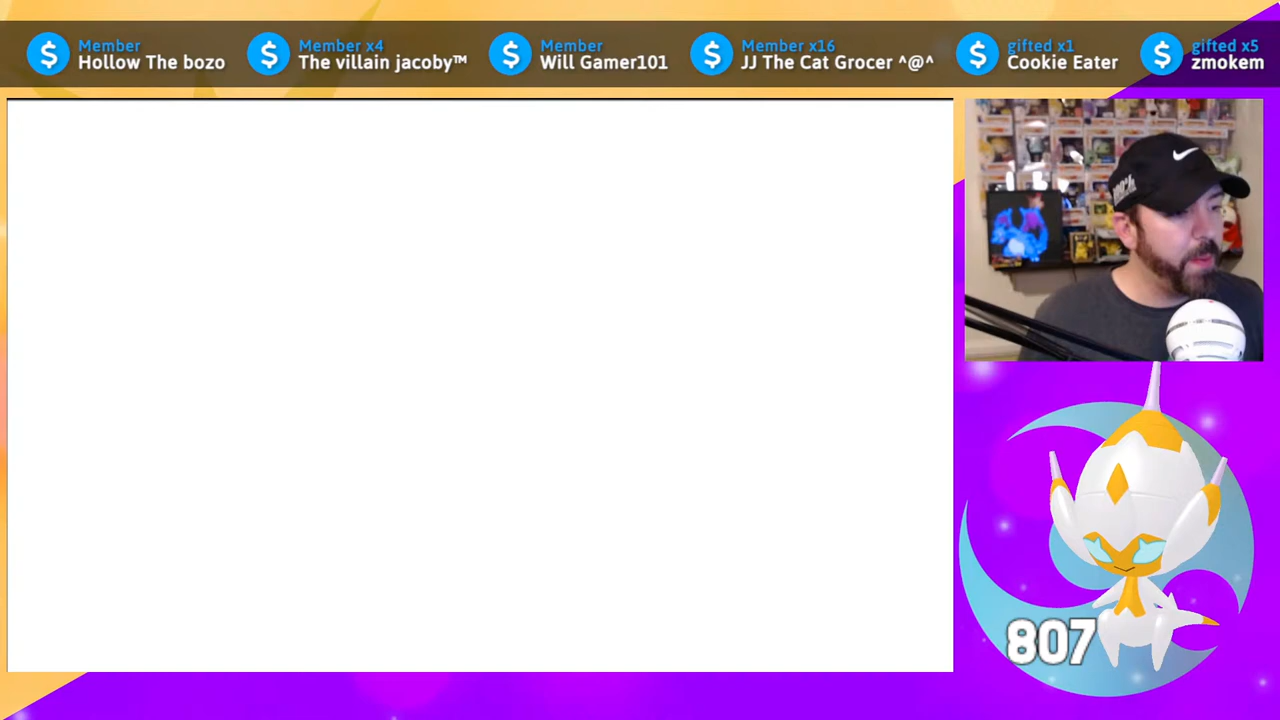 Member
Hollow The bozo
Member x4
The villain jacoby™
Member
Will Gamer101
Member x16
JJ The Cat Grocer ^@^
gifted x1
Cookie Eater
gifted x5
zmokem
807